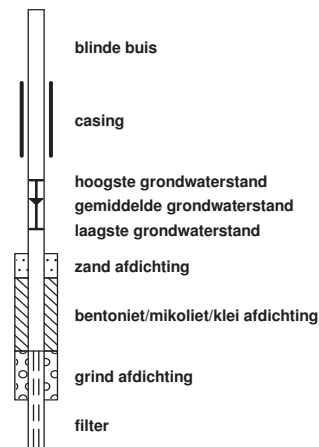 blinde buis
casing
hoogste grondwaterstand
gemiddelde grondwaterstand
laagste grondwaterstand
zand afdichting
bentoniet/mikoliet/klei afdichting
grind afdichting
filter